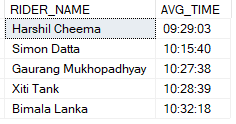 RIDER_NAME AVG_TIME
Harshil Cheema 09:29:03
Simon Datta 10:15:40
Gaurang Mukhopadhyay 10:27:38
Xiti Tank 10:28:39
Bimala Lanka 10:32:18